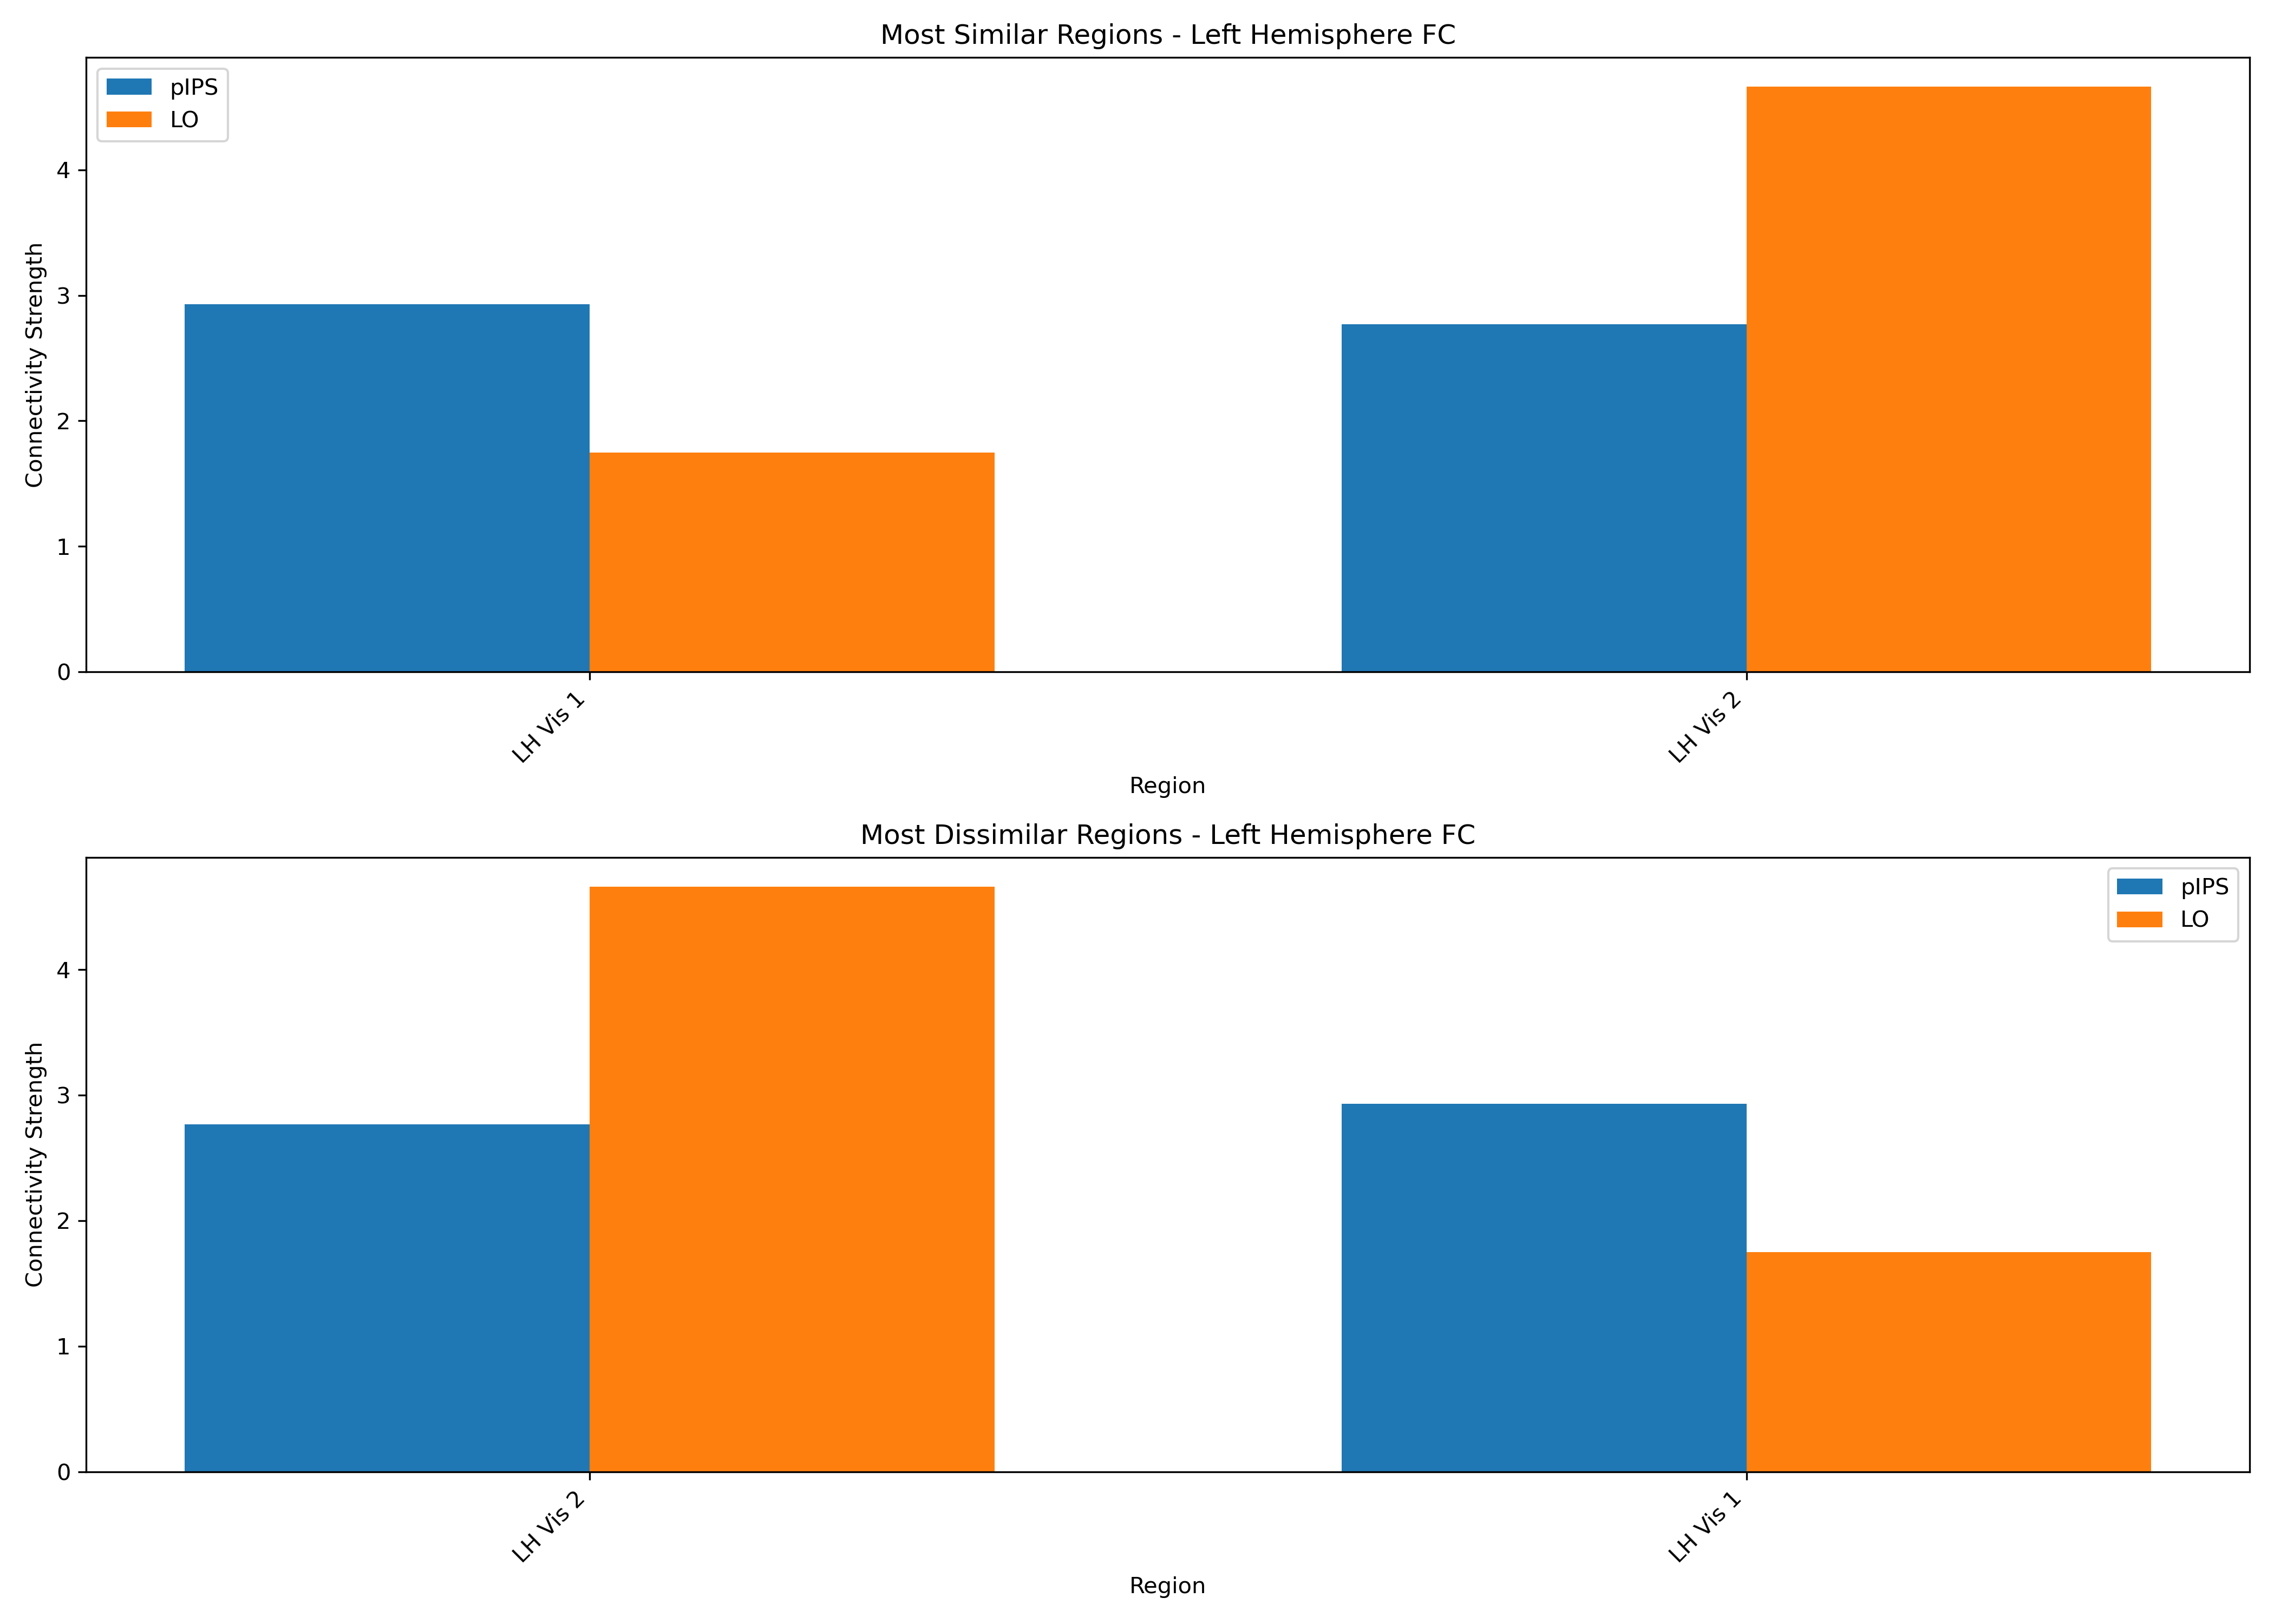 Most Similar Regions - Left Hemisphere FC
pIPS
LO
Connectivity Strength
4
3
2
1
0
LH Vis 1
LH Vis 2
Region
Most Dissimilar Regions - Left Hemisphere FC
pIPS
LO
Connectivity Strength
4
3
2
1
0
LH Vis 2
LH Vis 1
Region